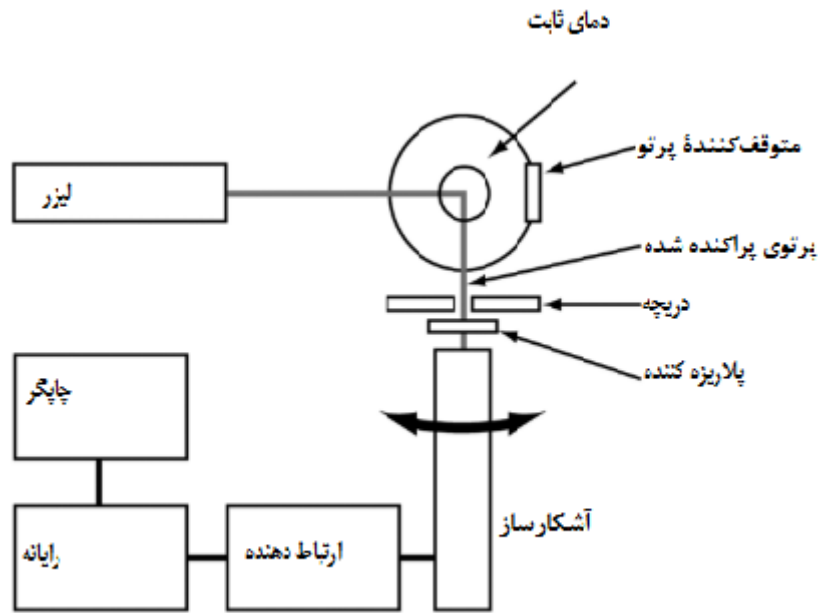 دمای ثابت
متوقف‌کنندهٔ پرتو
لیزر
پرتوی پراکنده شده
دریچه
پلاریزه کننده
چاپگر
آشکارساز
ارتباط دهنده
رایانه